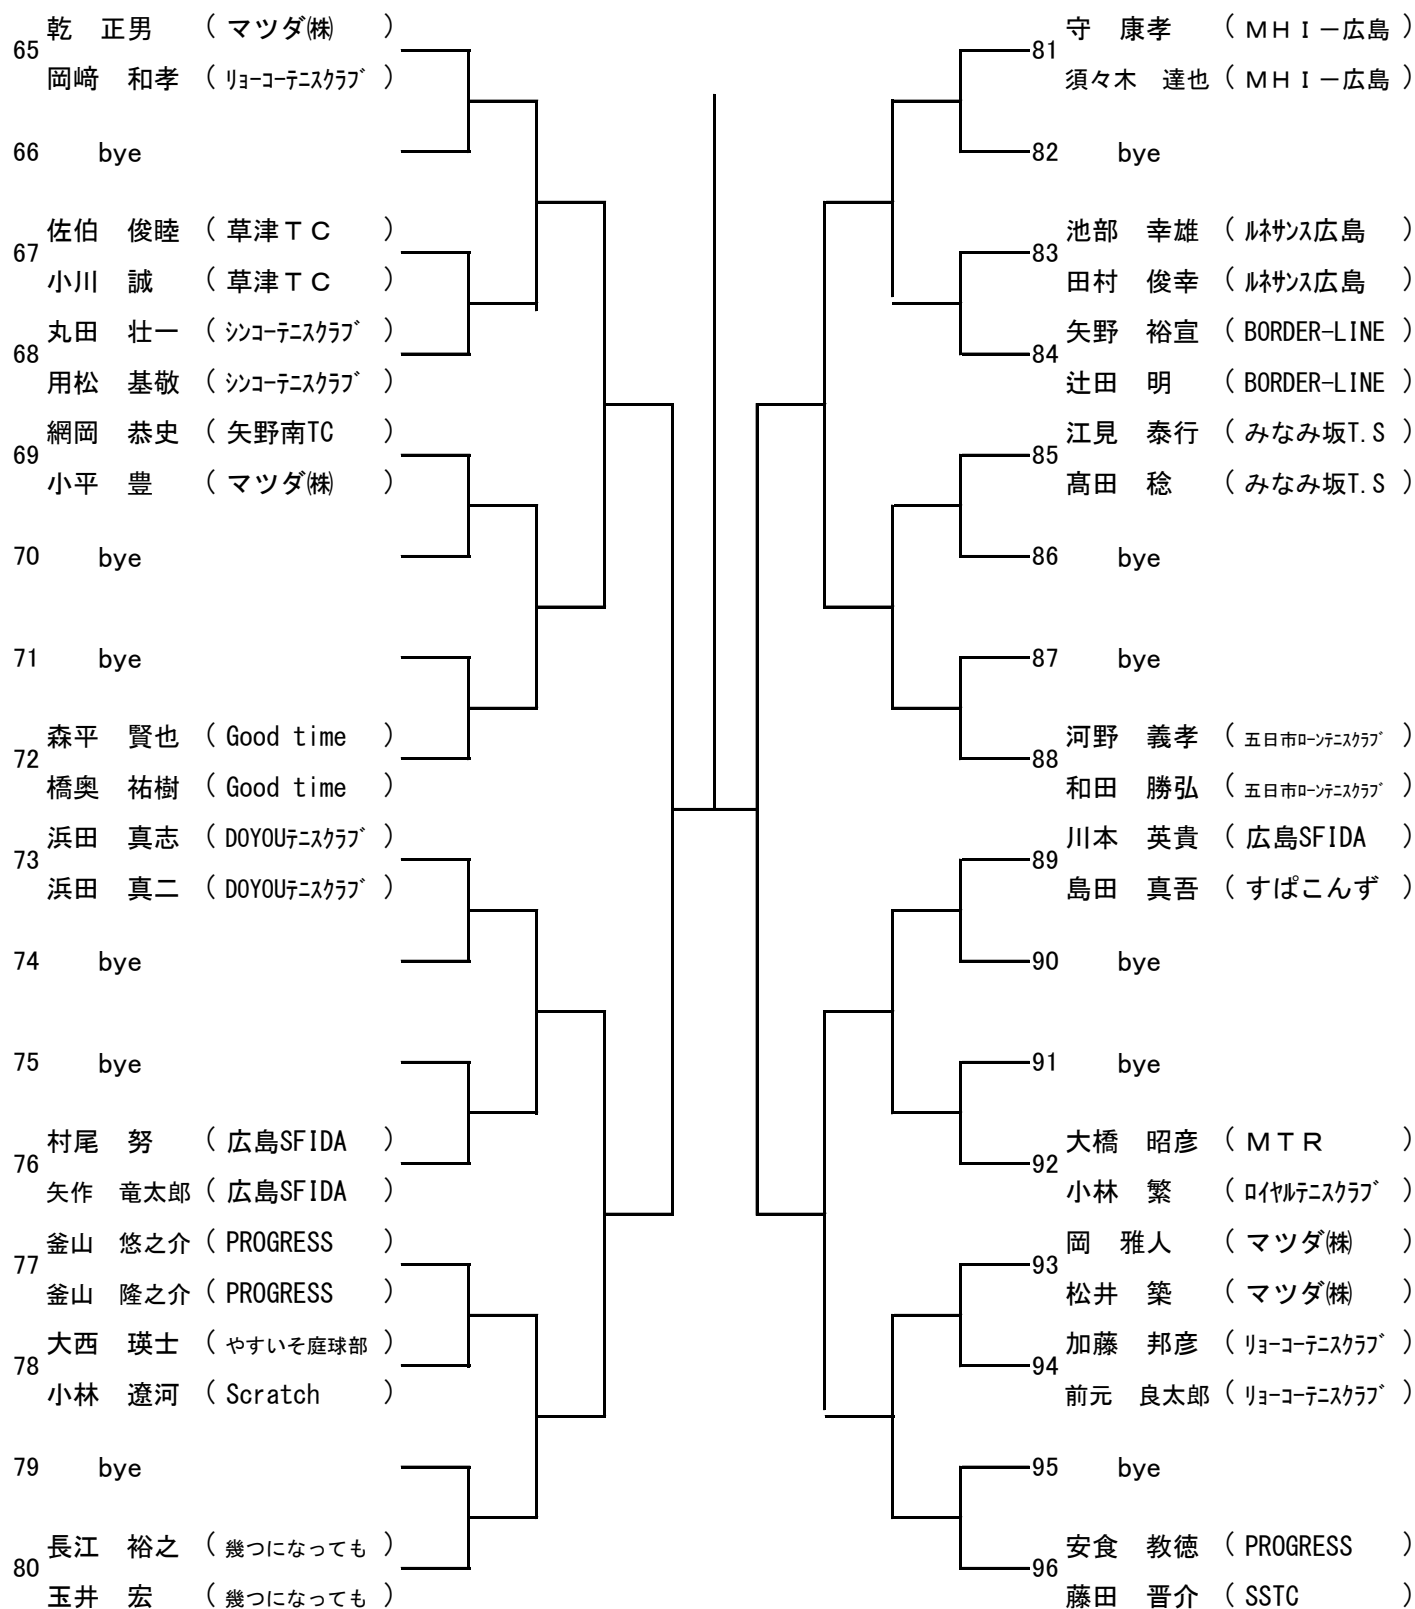 乾　正男　（ マツダ㈱　）
65
岡﨑　和孝　（ ﾘｮｰｺｰﾃﾆｽｸﾗﾌﾞ ）
66　bye
佐伯　俊睦　（ 草津ＴＣ　）
67
小川　誠　（ 草津ＴＣ　）
丸田　壮一　（ ｼﾝｺｰﾃﾆｽｸﾗﾌﾞ ）
68
用松　基敬　（ ｼﾝｺｰﾃﾆｽｸﾗﾌﾞ ）
網岡　恭史　（ 矢野南TC　）
69
小平　豊　（ マツダ㈱　）
70　bye
71　bye
森平　賢也　（ Good time　）
72
橋奥　祐樹　（ Good time　）
浜田　真志　（ DOYOUﾃﾆｽｸﾗﾌﾞ ）
73
浜田　真二　（ DOYOUﾃﾆｽｸﾗﾌﾞ ）
74　bye
75　bye
村尾　努　（ 広島SFIDA　）
76
矢作　竜太郎（ 広島SFIDA　）
釜山　悠之介（ PROGRESS　）
77
釜山　隆之介（ PROGRESS　）
大西　瑛士　（ やすいそ庭球部 ）
78
小林　遼河　（ Scratch　）
79　bye
長江　裕之　（ 幾つになっても ）
80
玉井　宏　（ 幾つになっても ）
守　康孝　（ ＭＨＩ－広島 ）
81
須々木　達也（ ＭＨＩ－広島 ）
82　bye
池部　幸雄　（ ﾙﾈｻﾝｽ広島　）
83
田村　俊幸　（ ﾙﾈｻﾝｽ広島　）
矢野　裕宣　（ BORDER-LINE ）
84
辻田　明　（ BORDER-LINE ）
江見　泰行　（ みなみ坂T.S ）
85
髙田　稔　（ みなみ坂T.S ）
86　bye
87　bye
河野　義孝　（ 五日市ﾛｰﾝﾃﾆｽｸﾗﾌﾞ ）
88
和田　勝弘　（ 五日市ﾛｰﾝﾃﾆｽｸﾗﾌﾞ ）
川本　英貴　（ 広島SFIDA　）
89
島田　真吾　（ すぱこんず　）
90　bye
91　bye
大橋　昭彦　（ ＭＴＲ　）
92
小林　繁　（ ﾛｲﾔﾙﾃﾆｽｸﾗﾌﾞ ）
岡　雅人　（ マツダ㈱　）
93
松井　築　（ マツダ㈱　）
加藤　邦彦　（ ﾘｮｰｺｰﾃﾆｽｸﾗﾌﾞ ）
94
前元　良太郎（ ﾘｮｰｺｰﾃﾆｽｸﾗﾌﾞ ）
95　bye
安食　教徳　（ PROGRESS　）
96
藤田　晋介　（ SSTC　）